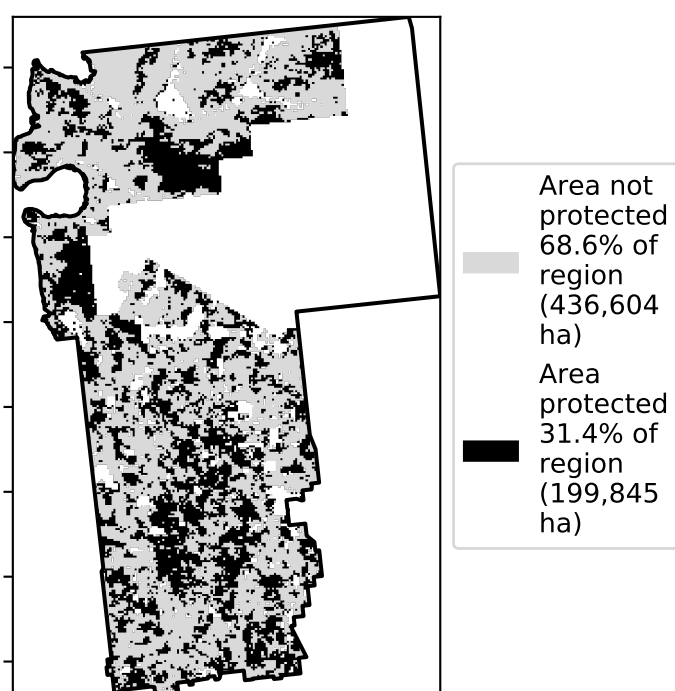 Area not
protected
68.6% of
region
(436,604
ha)
Area
protected
31.4% of
region
(199,845
ha)